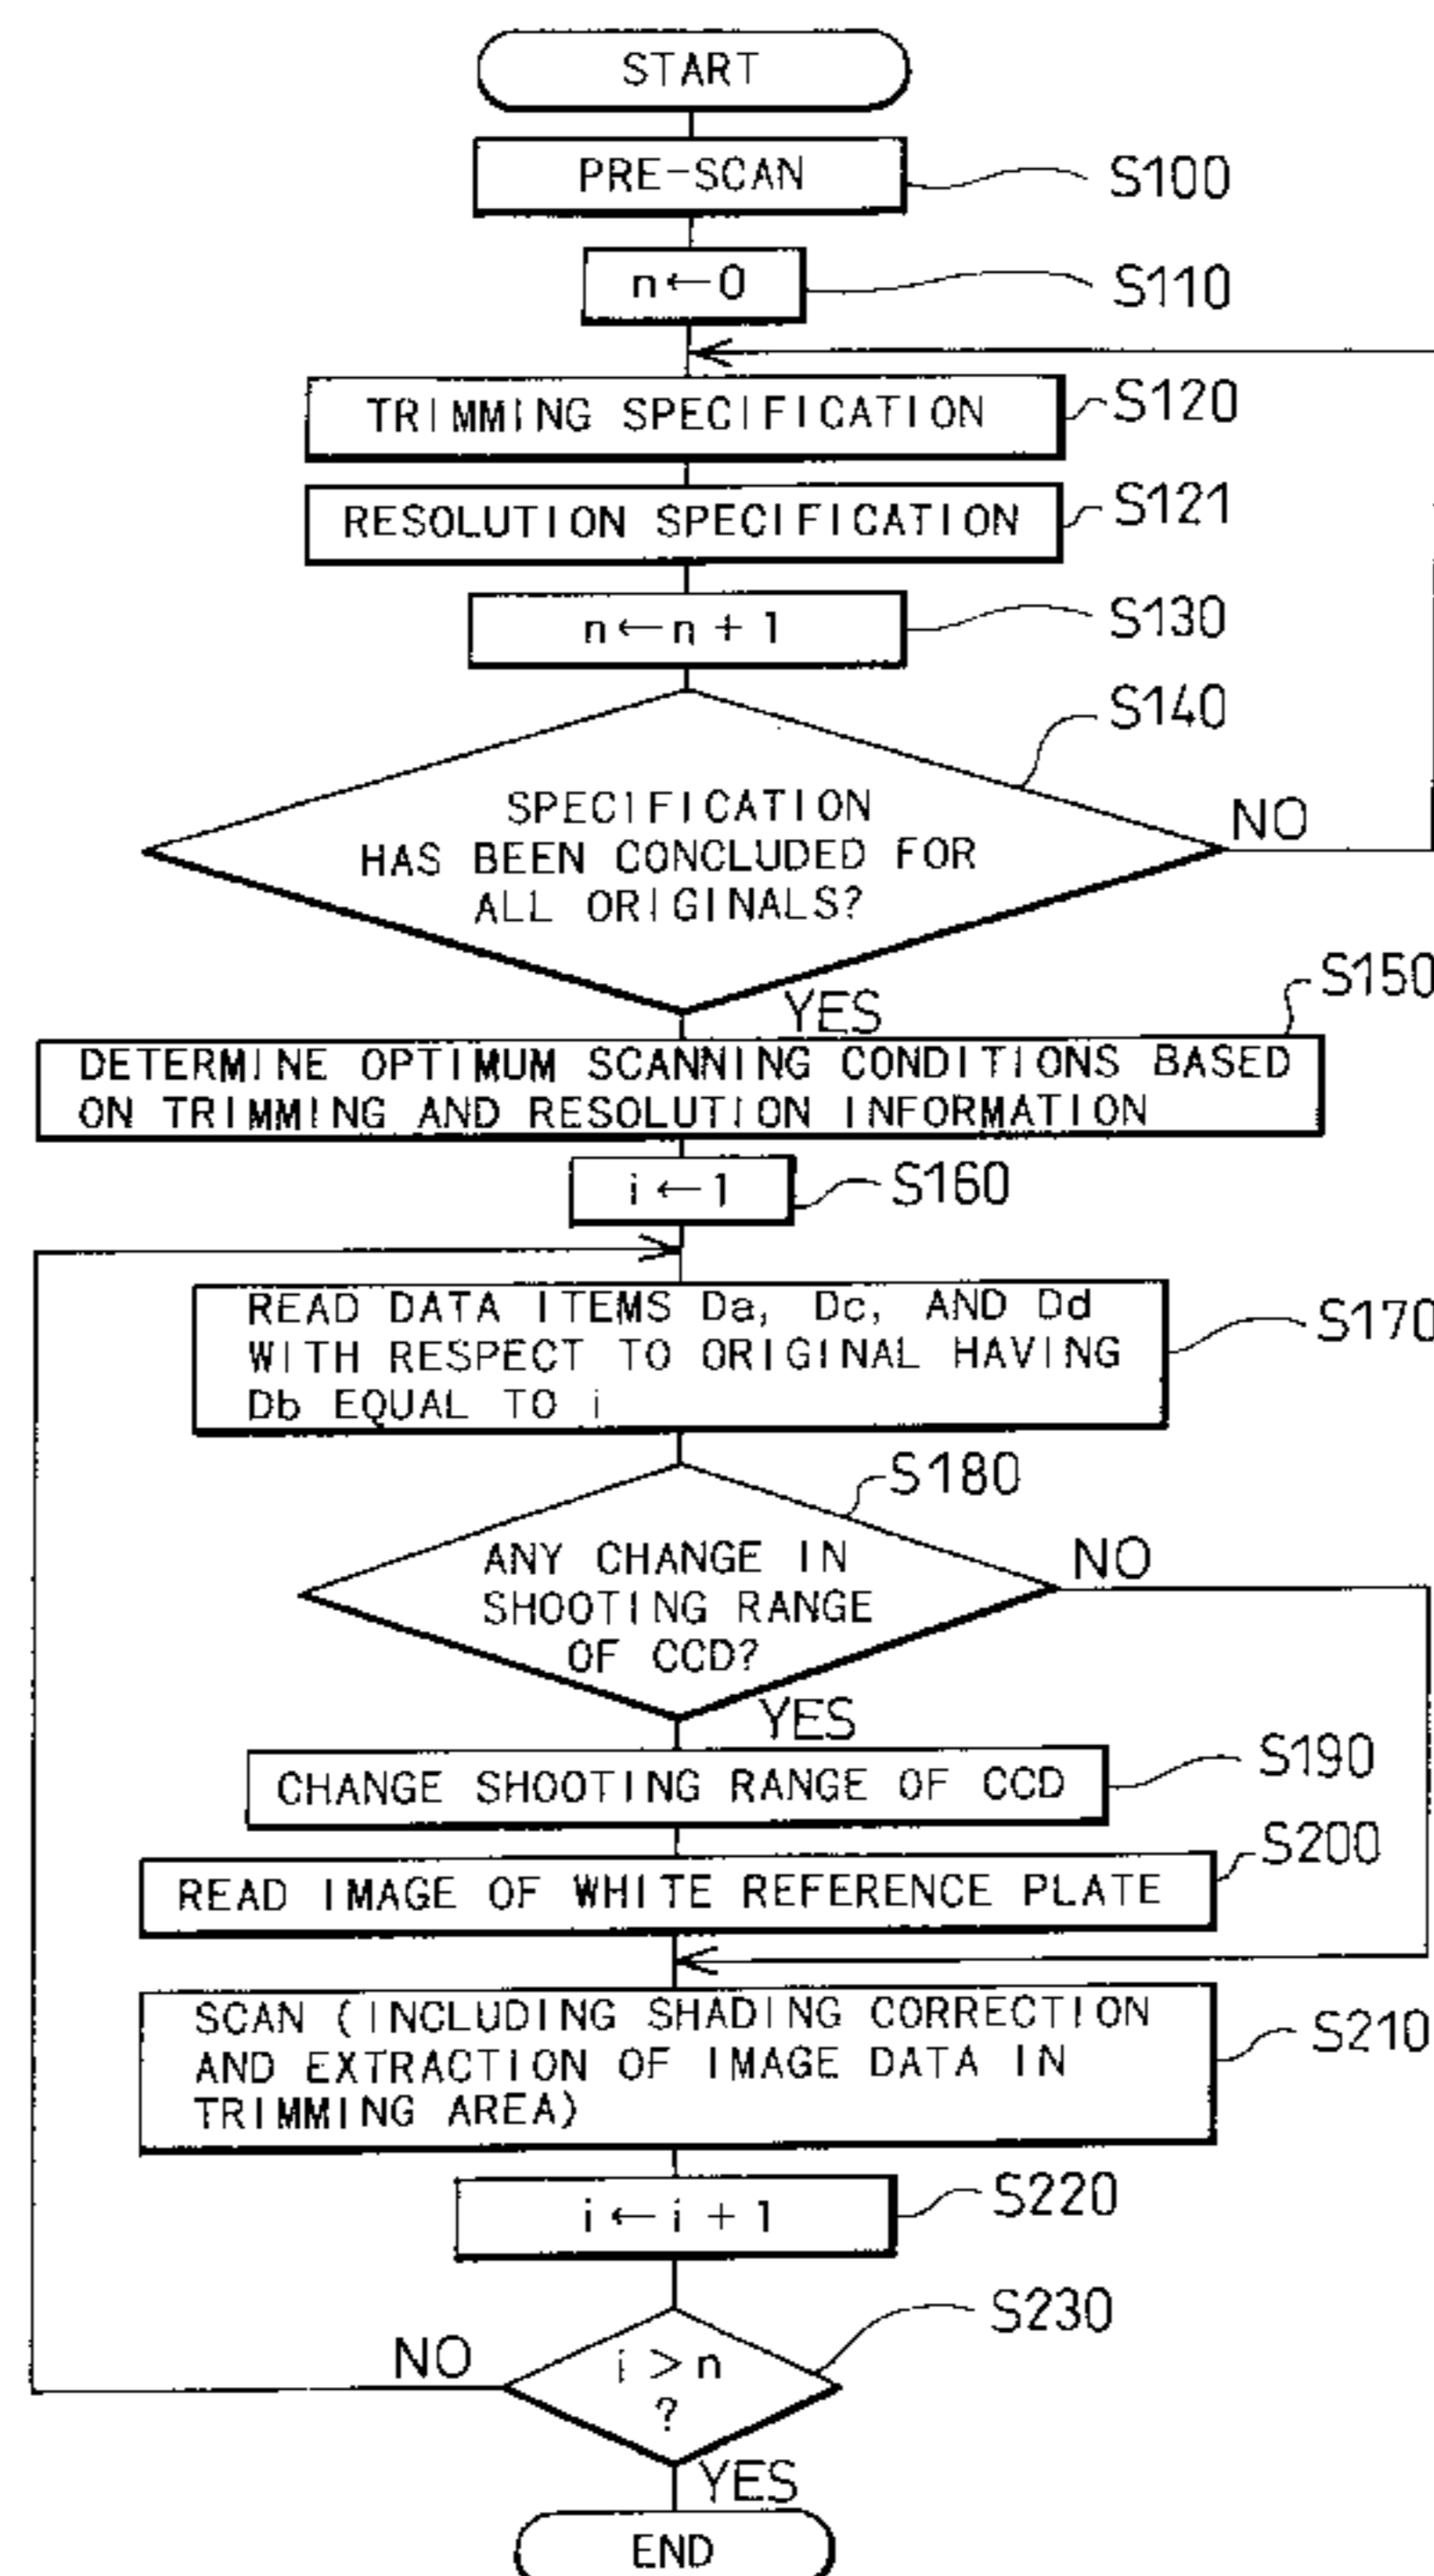 START
PRE-SCAN
S100
n←0
S110
TRIMMING SPECIFICATION
S120
RESOLUTION SPECIFICATION
S121
n←n+1
S130
S140
SPECIFICATION
HAS BEEN CONCLUDED FOR
ALL ORIGINALS?
NO
YES
S150
DETERMINE OPTIMUM SCANNING CONDITIONS BASED
ON TRIMMING AND RESOLUTION INFORMATION
i←1
S160
READ DATA ITEMS Da, Dc, AND Dd
WITH RESPECT TO ORIGINAL HAVING
Db EQUAL TO i
S170
S180
ANY CHANGE IN
SHOOTING RANGE
OF CCD?
NO
YES
CHANGE SHOOTING RANGE OF CCD
S190
READ IMAGE OF WHITE REFERENCE PLATE
S200
SCAN (INCLUDING SHADING CORRECTION
AND EXTRACTION OF IMAGE DATA IN
TRIMMING AREA)
S210
i←i+1
S220
S230
i>n
?
NO
YES
END